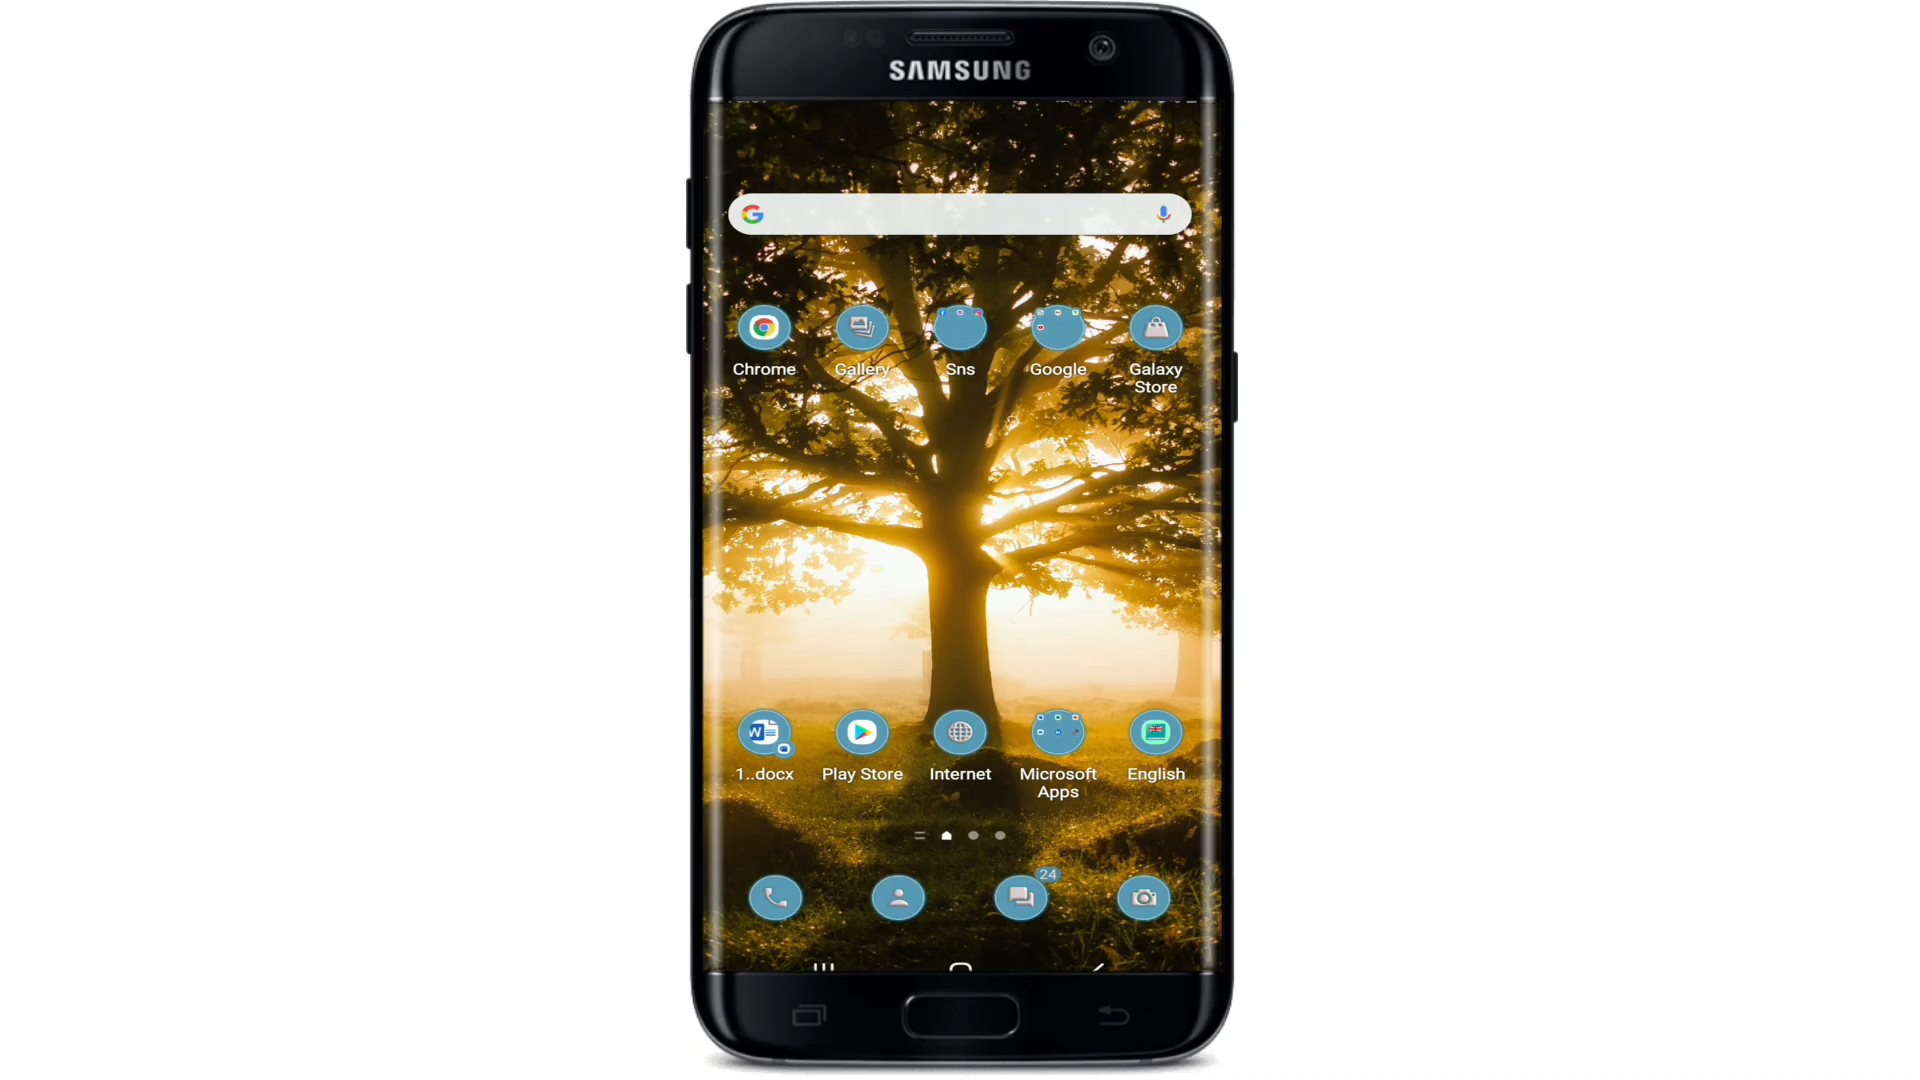 SAMSUNG
Chrome
Gallery
Sns
Google
Galaxy
Store
1..docx
Play Store
Internet
Microsoft
Apps
English
24